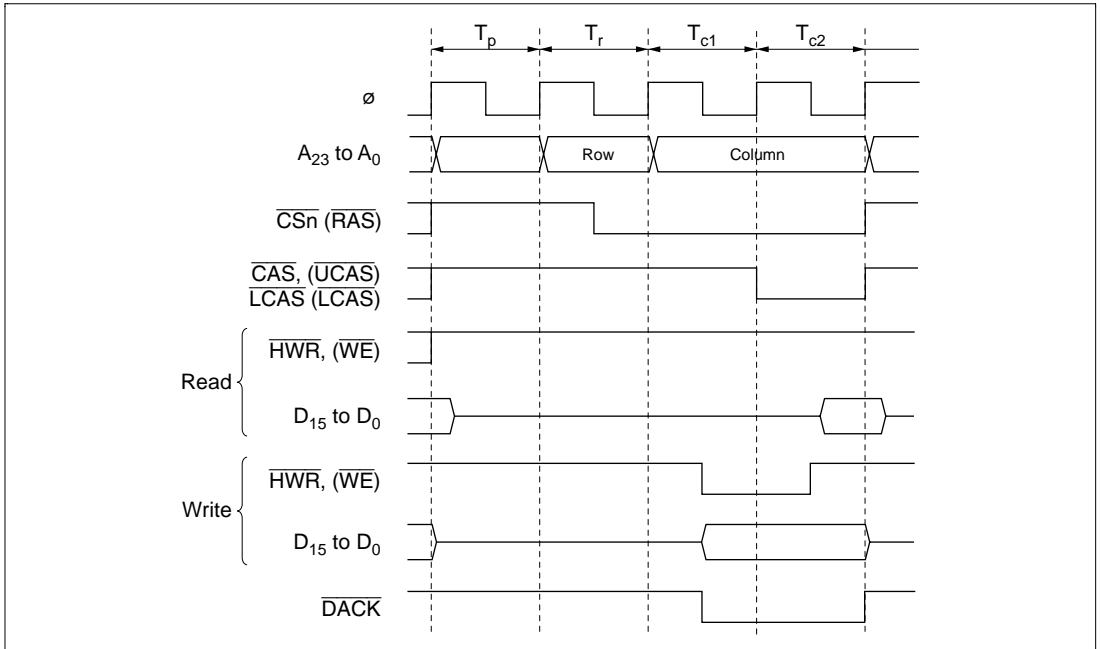 Tp Tr Tc1 Tc2
ø
A23 to A0
Row Column
CSn (RAS)
CAS, (UCAS)
LCAS (LCAS)
Read
HWR, (WE)
D15 to D0
Write
HWR, (WE)
D15 to D0
DACK